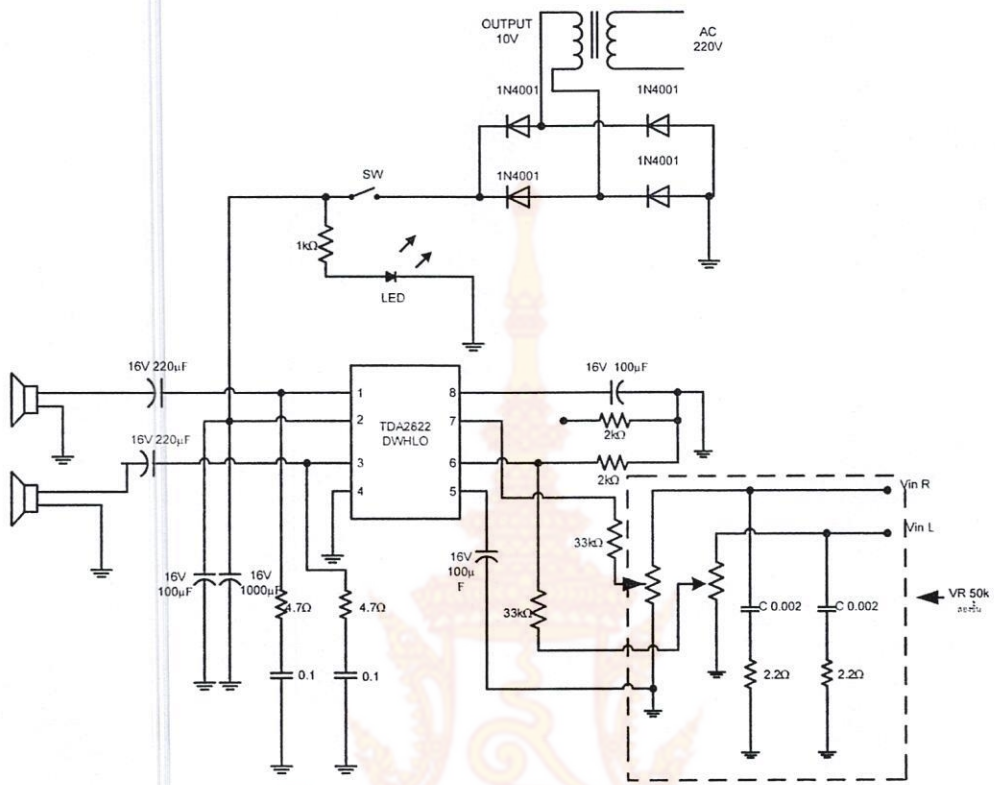 OUTPUT
10V
AC
220V
1N4001
1N4001
1N4001
1N4001
SW
1kΩ
LED
16V 220µF
16V 100µF
1
2
3
4
TDA2622
DWHLO
8
7
6
5
2kΩ
2kΩ
16V 220µF
Vin R
Vin L
33kΩ
16V
100µ
F
16V
100µF
16V
1000µF
4.7Ω
4.7Ω
33kΩ
C 0.002
C 0.002
VR 50k
0.1
0.1
2.2Ω
2.2Ω